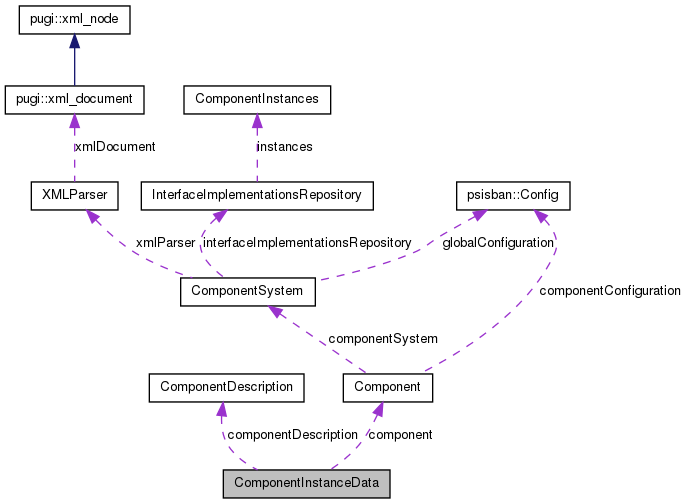 pugi::xml_node
pugi::xml_document
ComponentInstances
xmlDocument
instances
XMLParser
InterfaceImplementationsRepository
psisban::Config
xmlParser
interfaceImplementationsRepository
globalConfiguration
ComponentSystem
componentConfiguration
componentSystem
ComponentDescription
Component
componentDescription
component
ComponentInstanceData